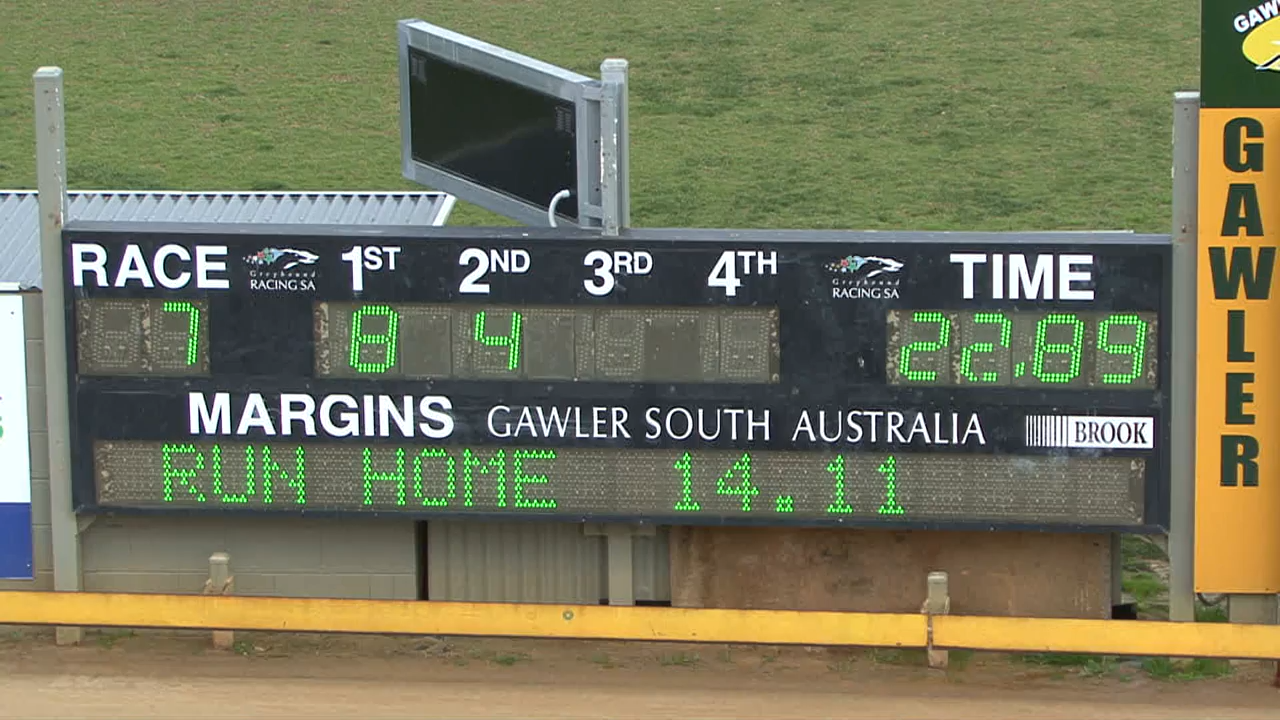 GAW
GAWLER
RACE
Greyhound
RACING SA
1ST 2ND 3RD 4TH
Greyhound
RACING SA
TIME
7 8 4 22.89
MARGINS GAWLER SOUTH AUSTRALIA BROOK
RUN HOME 14.11